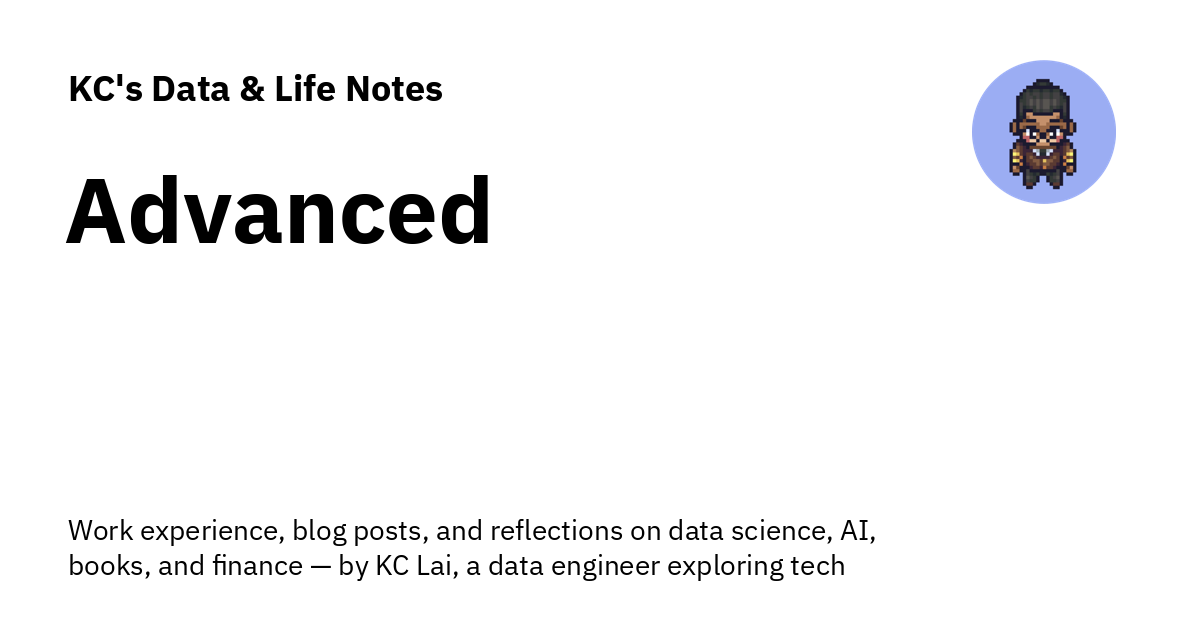 KC's Data & Life Notes
Advanced
Work experience, blog posts, and reflections on data science, AI,
books, and finance — by KC Lai, a data engineer exploring tech